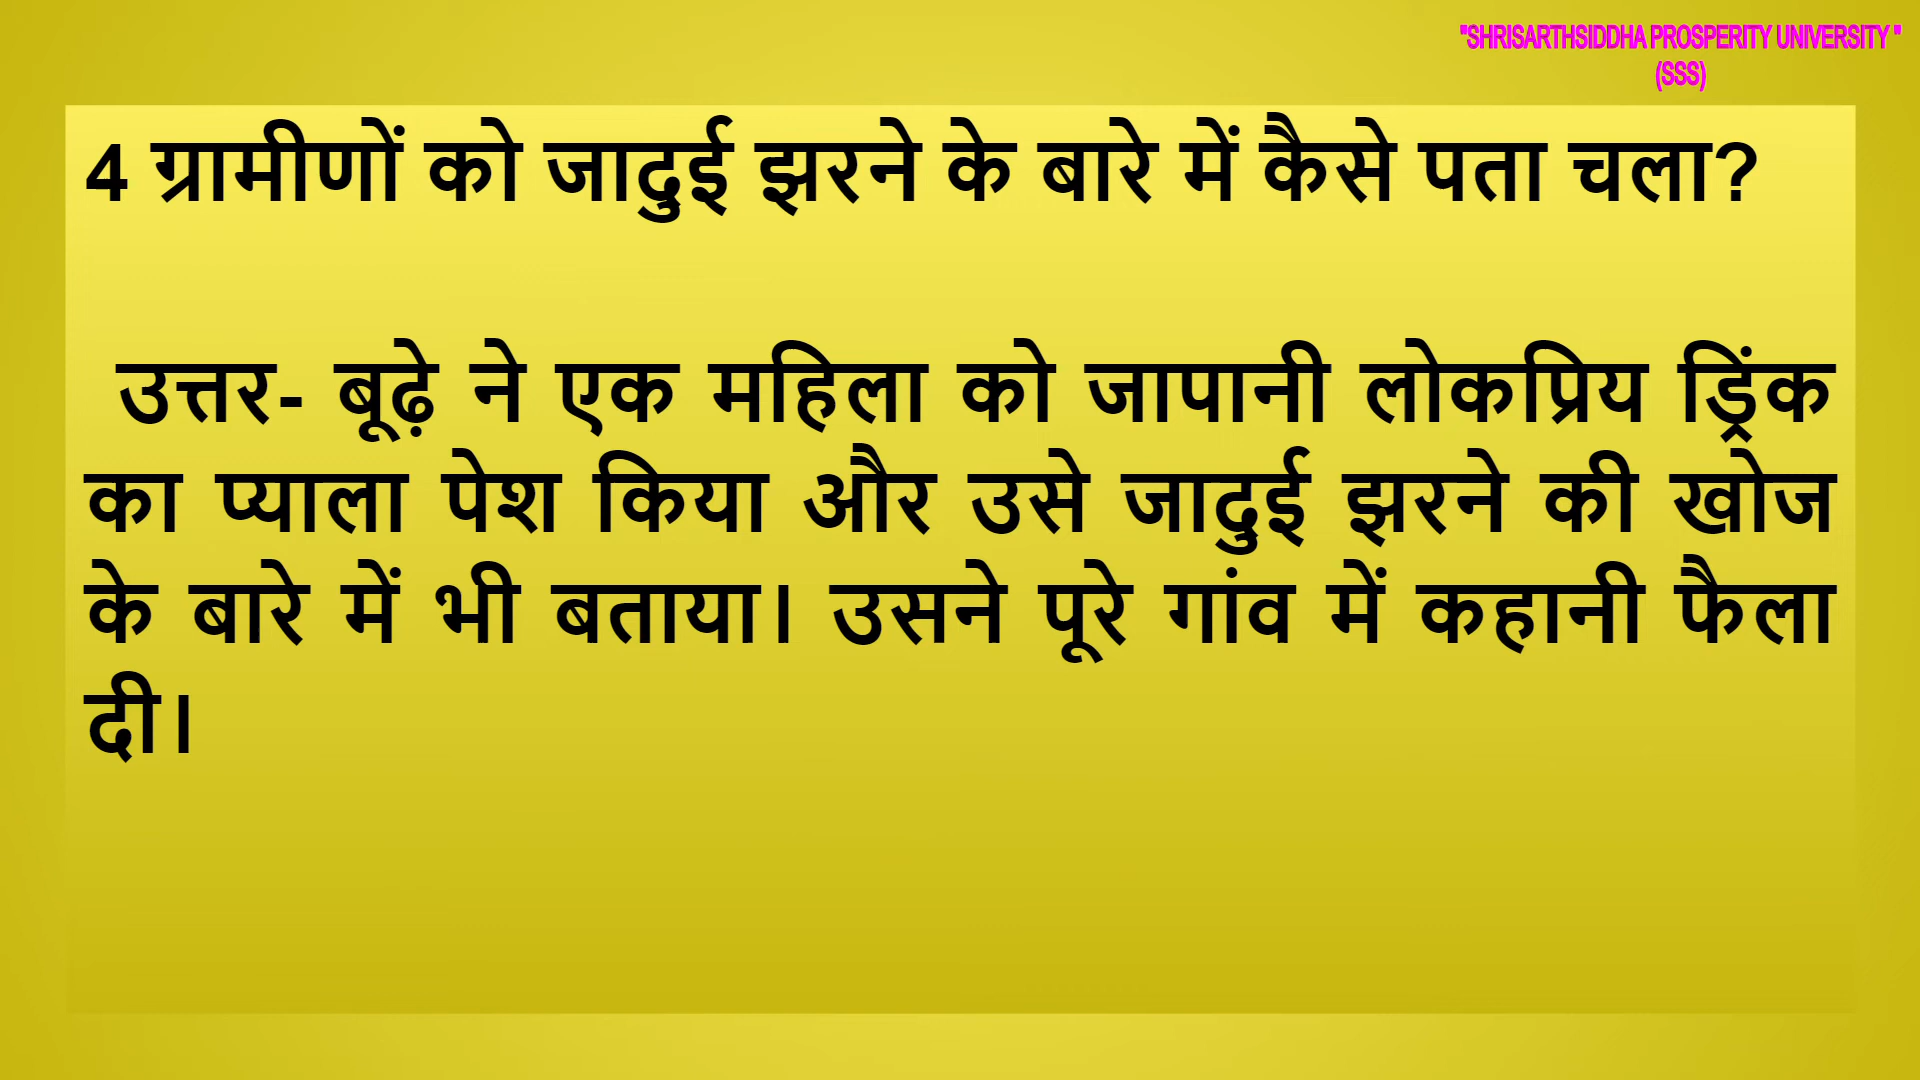 "SHRISARTHSIDDHA PROSPERITY UNIVERSITY "
(SSS)
4 ग्रामीणों को जादुई झरने के बारे में कैसे पता चला?
उत्तर- बूढ़े ने एक महिला को जापानी लोकप्रिय ड्रिंक
का प्याला पेश किया और उसे जादुई झरने की खोज
के बारे में भी बताया। उसने पूरे गांव में कहानी फैला
दी।